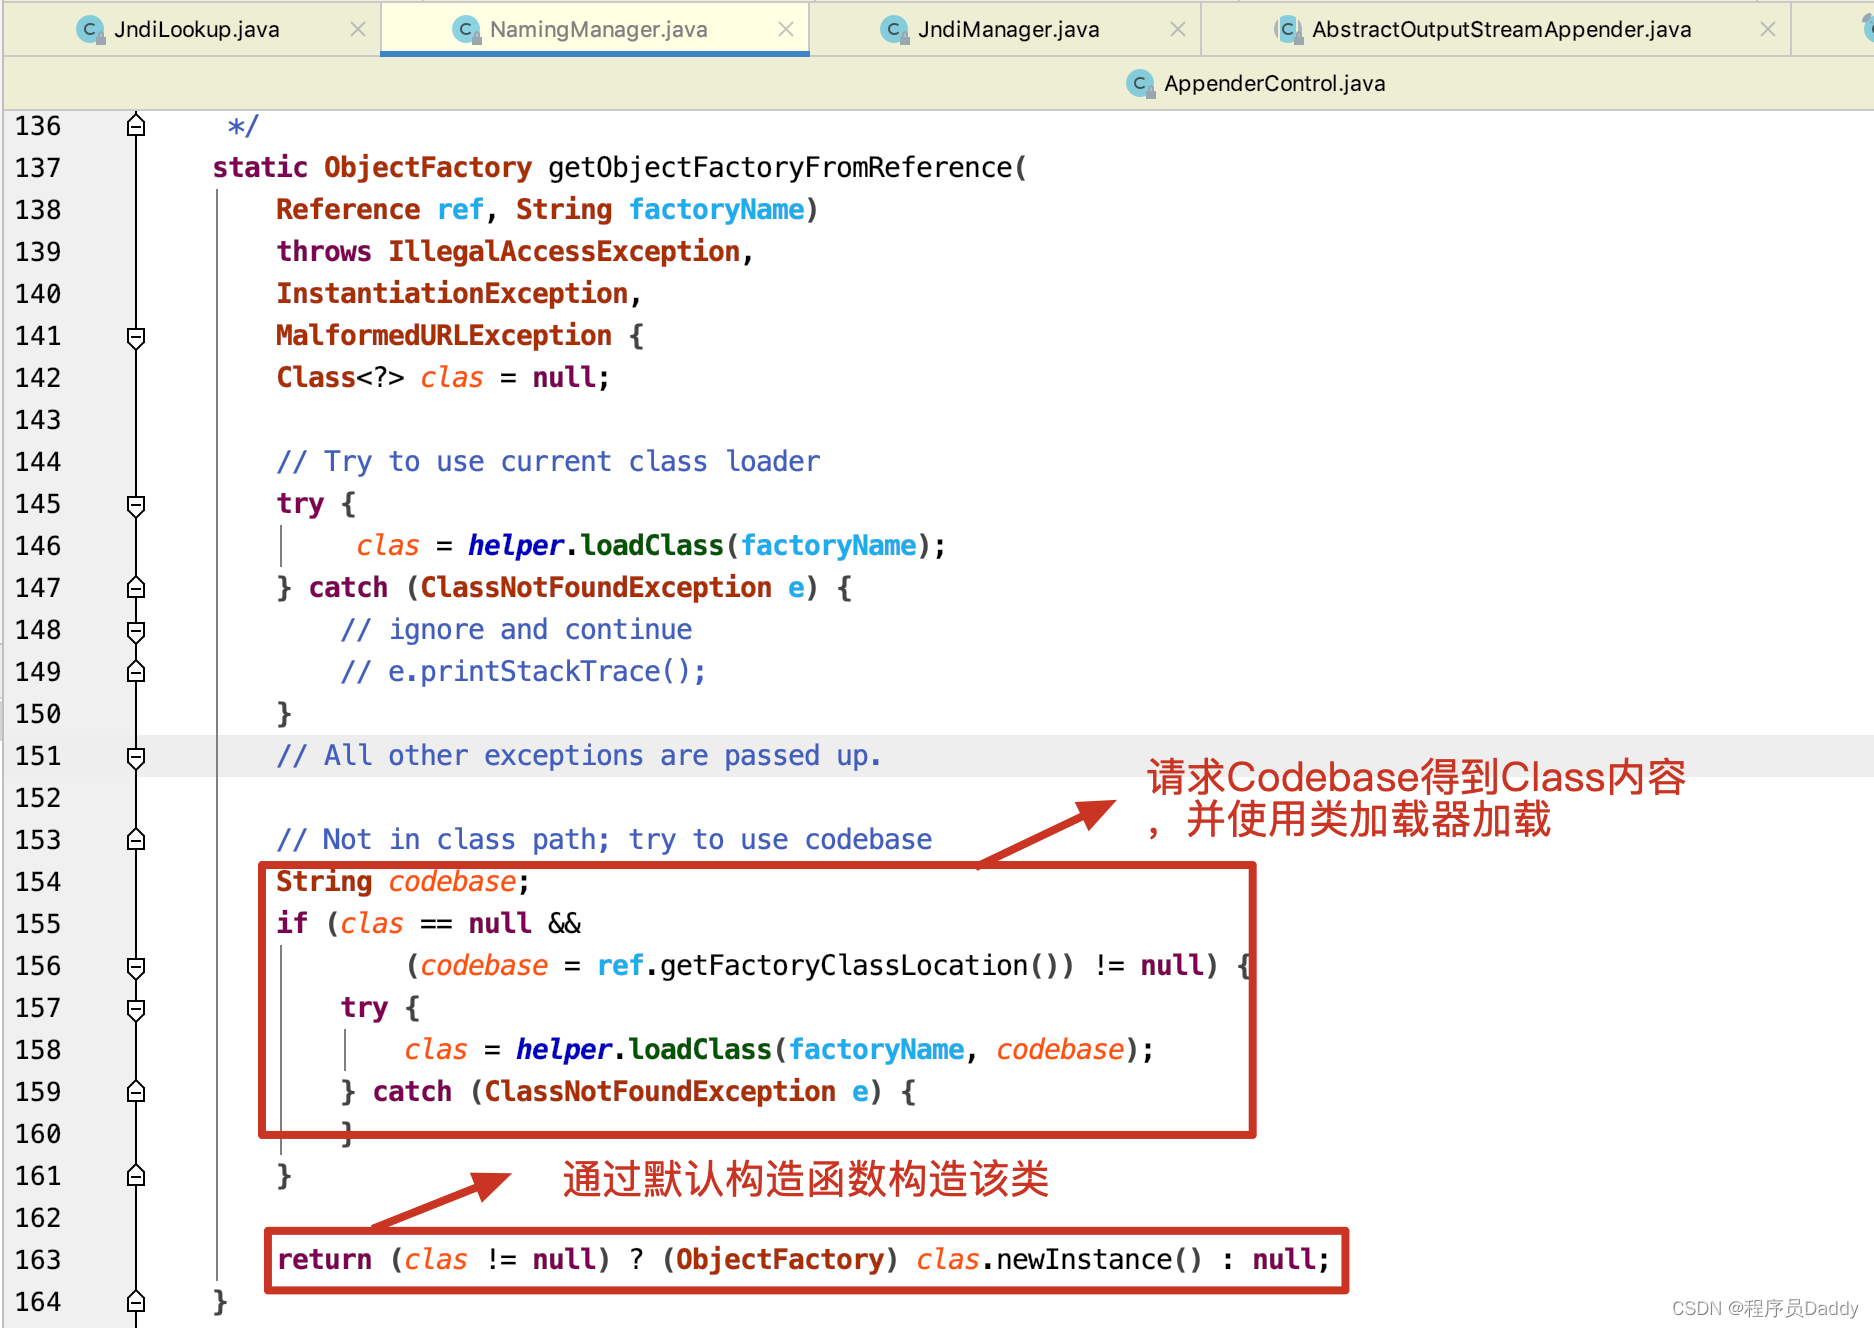 JndiLookup.java
NamingManager.java
JndiManager.java
AbstractOutputStreamAppender.java
AppenderControl.java
136 */
137 static ObjectFactory getObjectFactoryFromReference(
138 Reference ref, String factoryName)
139 throws IllegalAccessException,
140 InstantiationException,
141 MalformedURLException {
142 Class<?> clas = null;
143
144 // Try to use current class loader
145 try {
146 clas = helper.loadClass(factoryName);
147 } catch (ClassNotFoundException e) {
148 // ignore and continue
149 // e.printStackTrace();
150 }
151 // All other exceptions are passed up.
请求Codebase得到Class内容
，并使用类加载器加载
152
153 // Not in class path; try to use codebase
154 String codebase;
155 if (clas == null &&
156 (codebase = ref.getFactoryClassLocation()) != null) {
157 try {
158 clas = helper.loadClass(factoryName, codebase);
159 } catch (ClassNotFoundException e) {
160 }
161 }
通过默认构造函数构造该类
162
163 return (clas != null) ? (ObjectFactory) clas.newInstance() : null;
164 }
CSDN @程序员Daddy